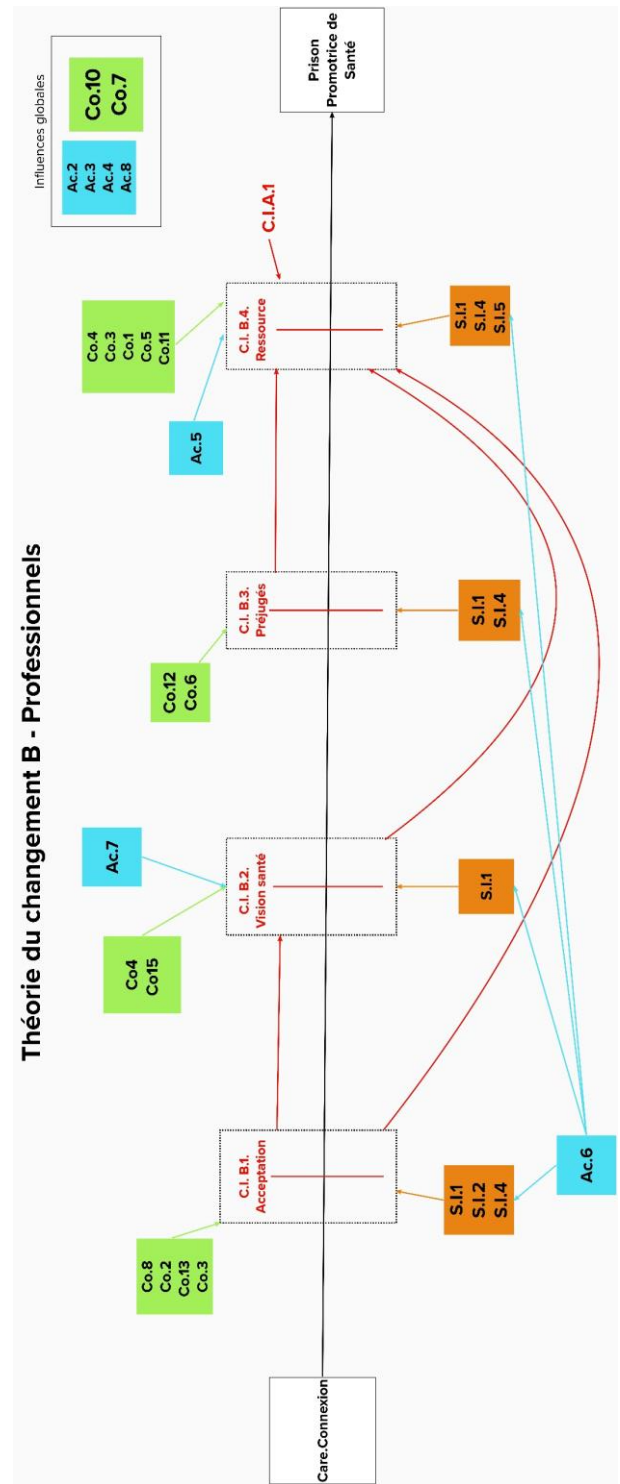 Théorie du changement B - Professionnels
Influences globales
Ac.2
Ac.3
Ac.4
Ac.8
Co.10
Co.7
Care.Connexion
Co.8
Co.2
Co.13
Co.3
C.I. B.1.
Acceptation
S.I.1
S.I.2
S.I.4
Ac.6
Co4
Co15
Ac.7
C.I. B.2.
Vision santé
S.I.1
Co.12
Co.6
C.I. B.3.
Préjugés
S.I.1
S.I.4
Ac.5
Co.4
Co.3
Co.1
Co.5
Co.11
C.I. B.4.
Ressource
C.I.A.1
S.I.1
S.I.4
S.I.5
Prison
Promotrice de
Santé